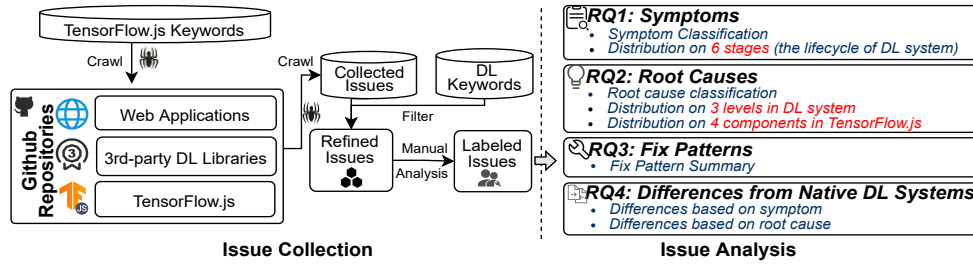 TensorFlow.js Keywords
Crawl
Github
Repositories
Web Applications
3
3rd-party DL Libraries
JS
TensorFlow.js
Crawl
Collected
Issues
DL
Keywords
Filter
Refined
Issues
Manual
Analysis
Labeled
Issues
Issue Collection
RQ1: Symptoms
• Symptom Classification
• Distribution on 6 stages (the lifecycle of DL system)
RQ2: Root Causes
• Root cause classification
• Distribution on 3 levels in DL system
• Distribution on 4 components in TensorFlow.js
RQ3: Fix Patterns
• Fix Pattern Summary
RQ4: Differences from Native DL Systems
• Differences based on symptom
• Differences based on root cause
Issue Analysis